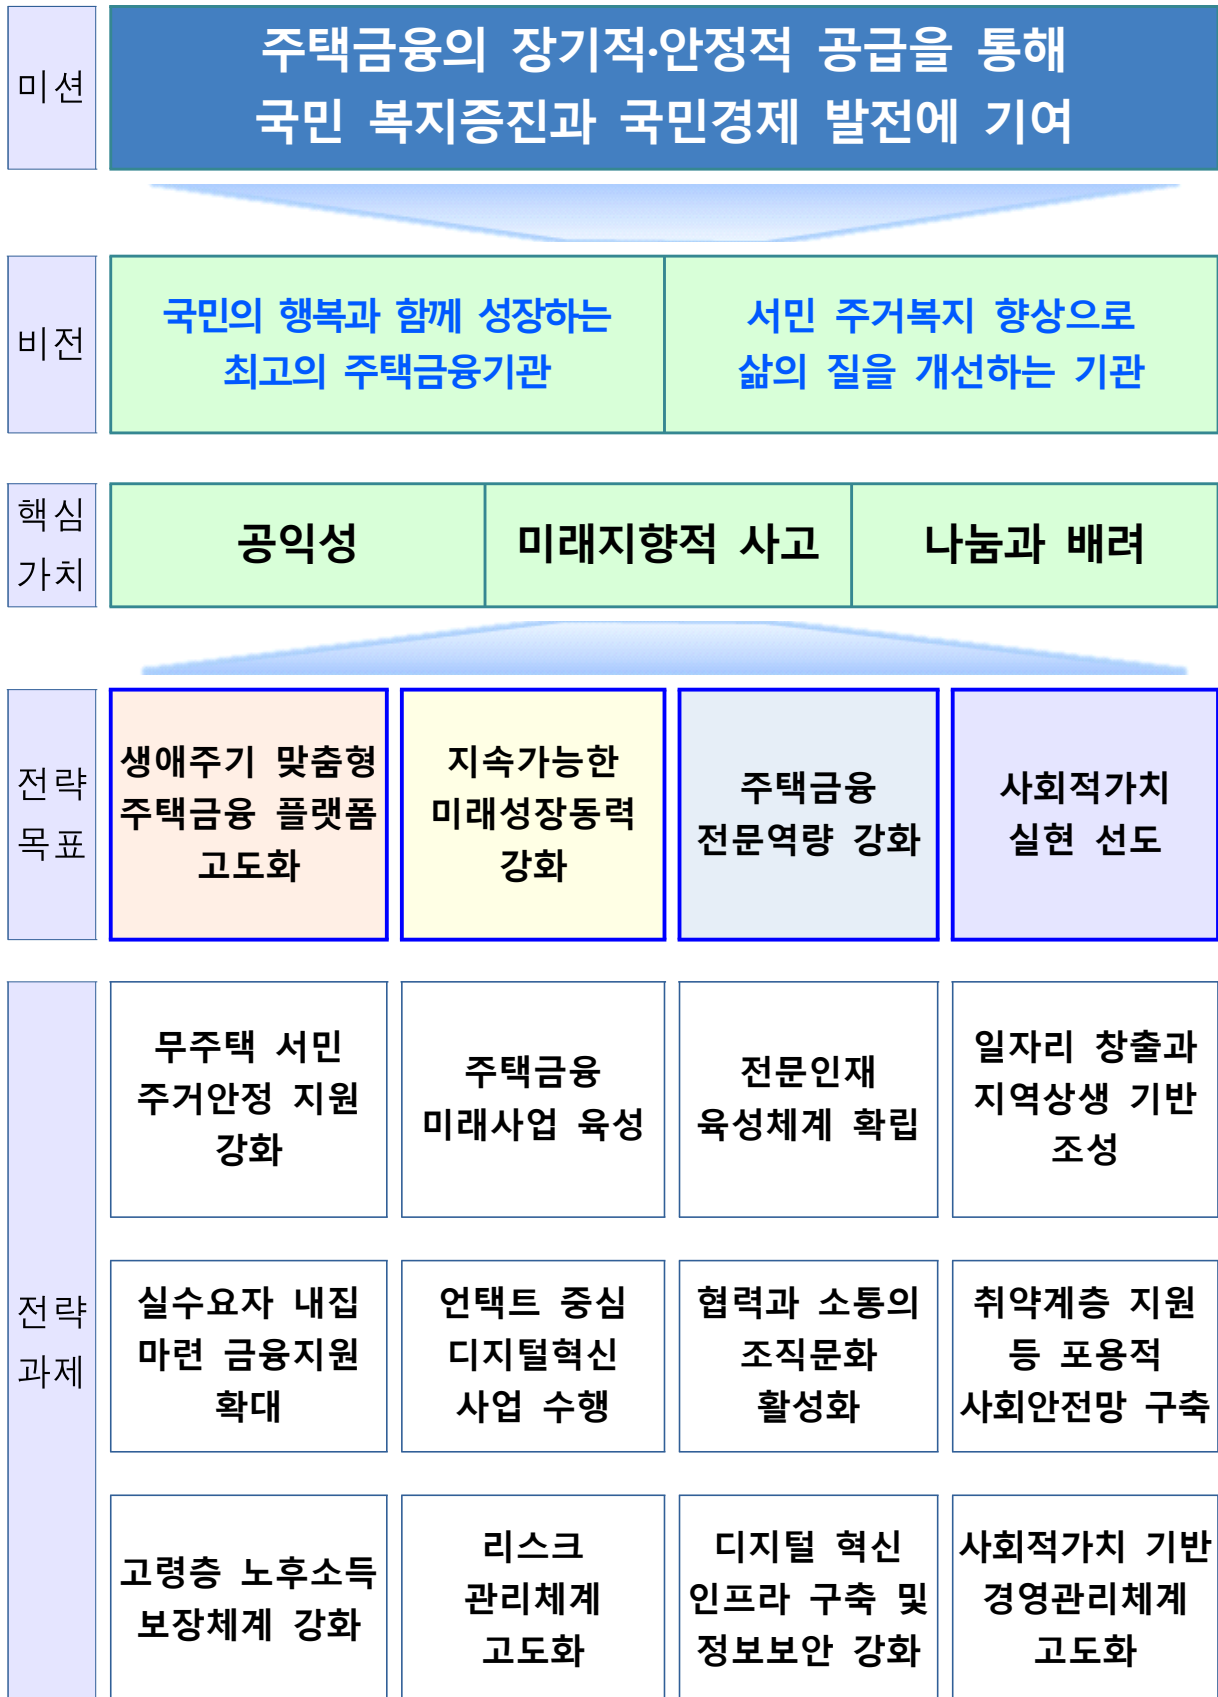 미션
주택금융의 장기적·안정적 공급을 통해
국민 복지증진과 국민경제 발전에 기여
비전
국민의 행복과 함께 성장하는
최고의 주택금융기관
서민 주거복지 향상으로
삶의 질을 개선하는 기관
핵심
가치
공익성
미래지향적 사고
나눔과 배려
전략
목표
생애주기 맞춤형
주택금융 플랫폼
고도화
지속가능한
미래성장동력
강화
주택금융
전문역량 강화
사회적가치
실현 선도
전략
과제
무주택 서민
주거안정 지원
강화
주택금융
미래사업 육성
전문인재
육성체계 확립
일자리 창출과
지역상생 기반
조성
실수요자 내집
마련 금융지원
확대
언택트 중심
디지털혁신
사업 수행
협력과 소통의
조직문화
활성화
취약계층 지원
등 포용적
사회안전망 구축
고령층 노후소득
보장체계 강화
리스크
관리체계
고도화
디지털 혁신
인프라 구축 및
정보보안 강화
사회적가치 기반
경영관리체계
고도화